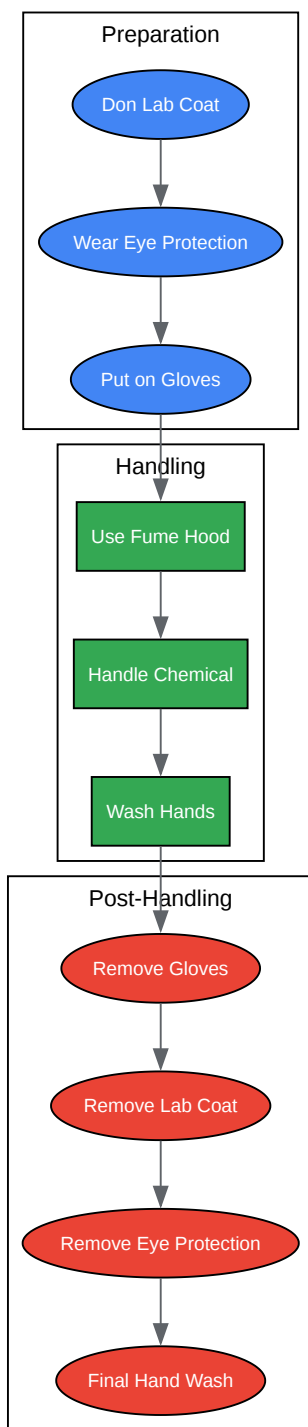 Preparation
Don Lab Coat
Wear Eye Protection
Put on Gloves
Handling
Use Fume Hood
Handle Chemical
Wash Hands
Post-Handling
Remove Gloves
Remove Lab Coat
Remove Eye Protection
Final Hand Wash